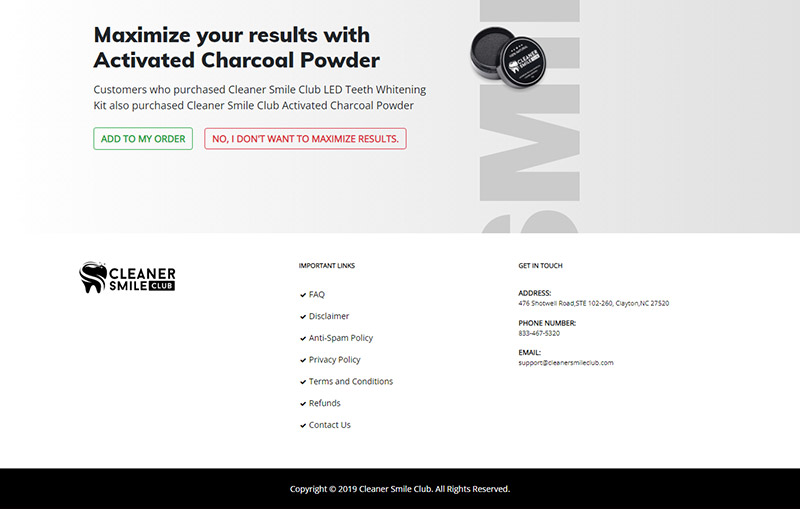 Maximize your results with
Activated Charcoal Powder
Customers who purchased Cleaner Smile Club LED Teeth Whitening
Kit also purchased Cleaner Smile Club Activated Charcoal Powder
ADD TO MY ORDER
NO, I DON'T WANT TO MAXIMIZE RESULTS.
CLEANER
SMILE CLUB
CLEANER
SMILE CLUB
IMPORTANT LINKS
FAQ
Disclaimer
Anti-Spam Policy
Privacy Policy
Terms and Conditions
Refunds
Contact Us
GET IN TOUCH
ADDRESS:
476 Shotwell Road,STE 102-260, Clayton,NC 27520
PHONE NUMBER:
833-467-5320
EMAIL:
support@cleanersmileclub.com
Copyright © 2019 Cleaner Smile Club. All Rights Reserved.